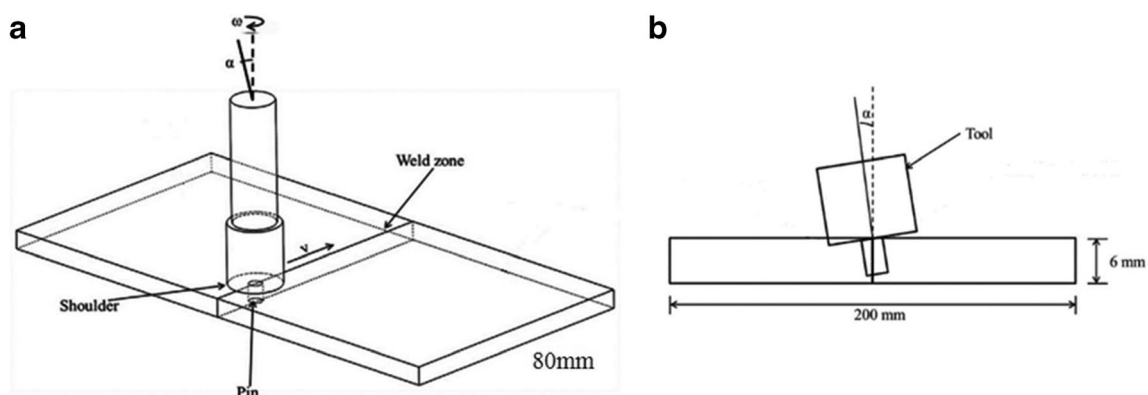 a
ω
α
Weld zone
v
Shoulder
80mm
Pin
b
α
Tool
6 mm
200 mm